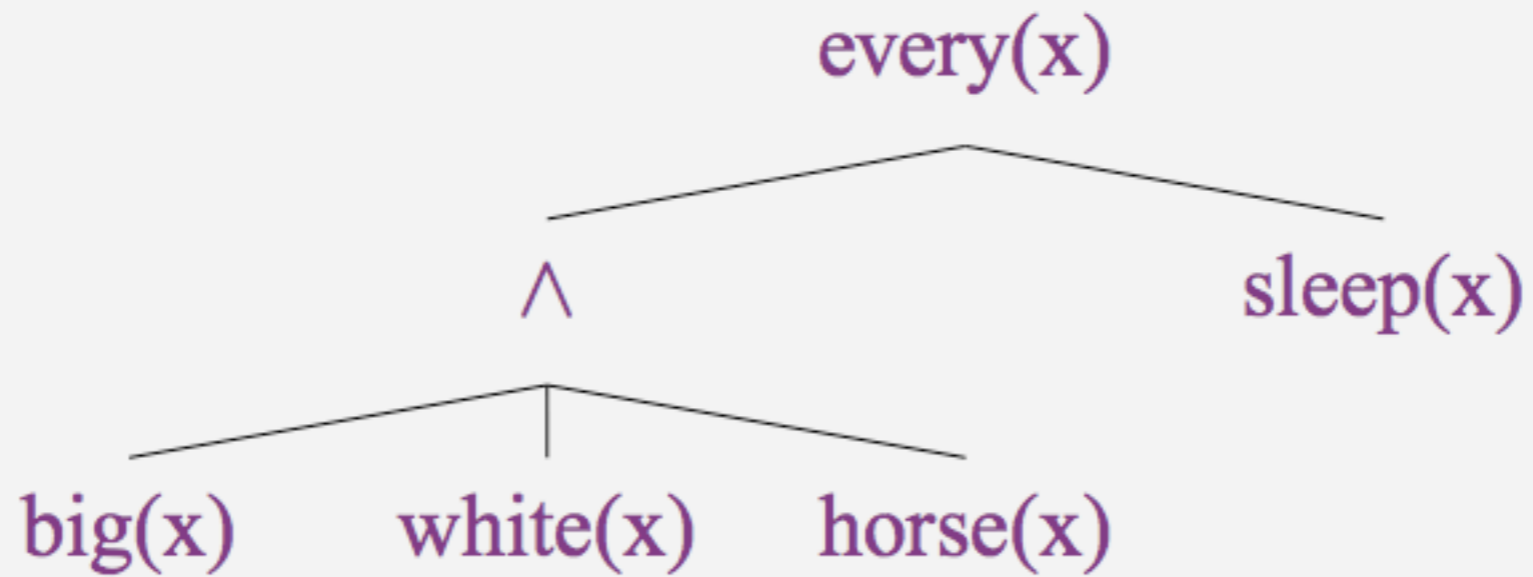 every(x)
∧ sleep(x)
big(x) white(x) horse(x)